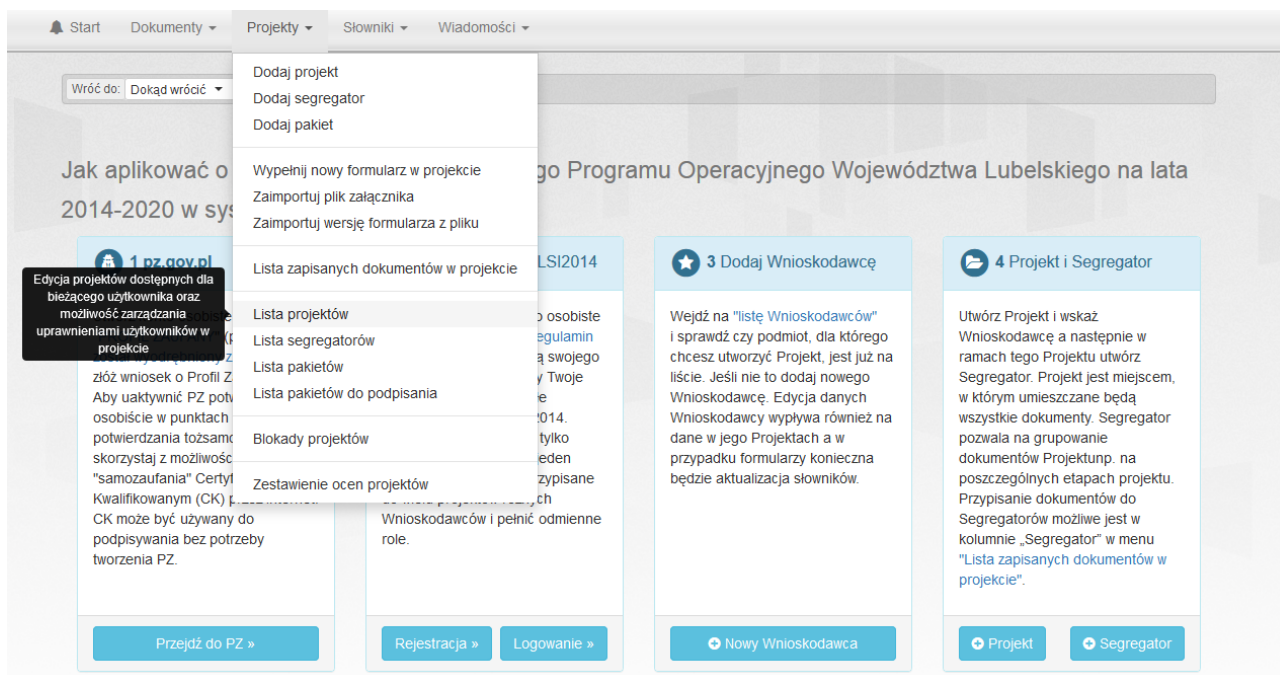 Start Dokumenty Projekty Słowniki Wiadomości
Wróć do: Dokąd wrócić
Dodaj projekt
Dodaj segregator
Dodaj pakiet
Wypełnij nowy formularz w projekcie
Zaimportuj plik załącznika
Zaimportuj wersję formularza z pliku
Lista zapisanych dokumentów w projekcie
Lista projektów
Lista segregatorów
Lista pakietów
Lista pakietów do podpisania
Blokady projektów
Zestawienie ocen projektów
Edycja projektów dostępnych dla
bieżącego użytkownika oraz
możliwość zarządzania
uprawnieniami użytkowników w
projekcie
Jak aplikować o go Programu Operacyjnego Województwa Lubelskiego na lata
2014-2020 w
1 pz.gov.pl
złóż wniosek o Profil
Aby uaktywnić PZ
osobiście w punktach
potwierdzania
skorzystaj z
"samozaufania"
Kwalifikowanym (CK)
CK może być używany do
podpisywania bez potrzeby
tworzenia PZ.
Przejdź do PZ »
LSI2014
osobiste
swojego
Twoje
2014.
tylko
Wnioskodawców i pełnić odmienne
role.
Rejestracja » Logowanie »
3 Dodaj Wnioskodawcę
Wejdź na "listę Wnioskodawców"
i sprawdź czy podmiot, dla którego
chcesz utworzyć Projekt, jest już na
liście. Jeśli nie to dodaj nowego
Wnioskodawcę. Edycja danych
Wnioskodawcy wypływa również na
dane w jego Projektach a w
przypadku formularzy konieczna
będzie aktualizacja słowników.
Nowy Wnioskodawca
4 Projekt i Segregator
Utwórz Projekt i wskaż
Wnioskodawcę a następnie w
ramach tego Projektu utwórz
Segregator. Projekt jest miejscem,
w którym umieszczane będą
wszystkie dokumenty. Segregator
pozwala na grupowanie
dokumentów Projektunp. na
poszczególnych etapach projektu.
Przypisanie dokumentów do
Segregatorów możliwe jest w
kolumnie „Segregator" w menu
"Lista zapisanych dokumentów w
projekcie".
Projekt Segregator